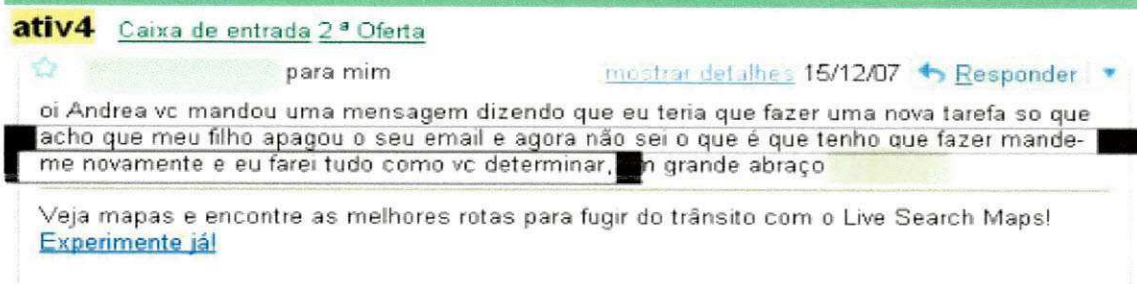 ativ4 Caixa de entrada 2 ª Oferta
para mim mostrar detalhes 15/12/07 Responder
oi Andrea vc mandou uma mensagem dizendo que eu teria que fazer uma nova tarefa so que
acho que meu filho apagou o seu email e agora não sei o que é que tenho que fazer mande-
me novamente e eu farei tudo como vc determinar, n grande abraço
Veja mapas e encontre as melhores rotas para fugir do trânsito com o Live Search Maps!
Experimente já!